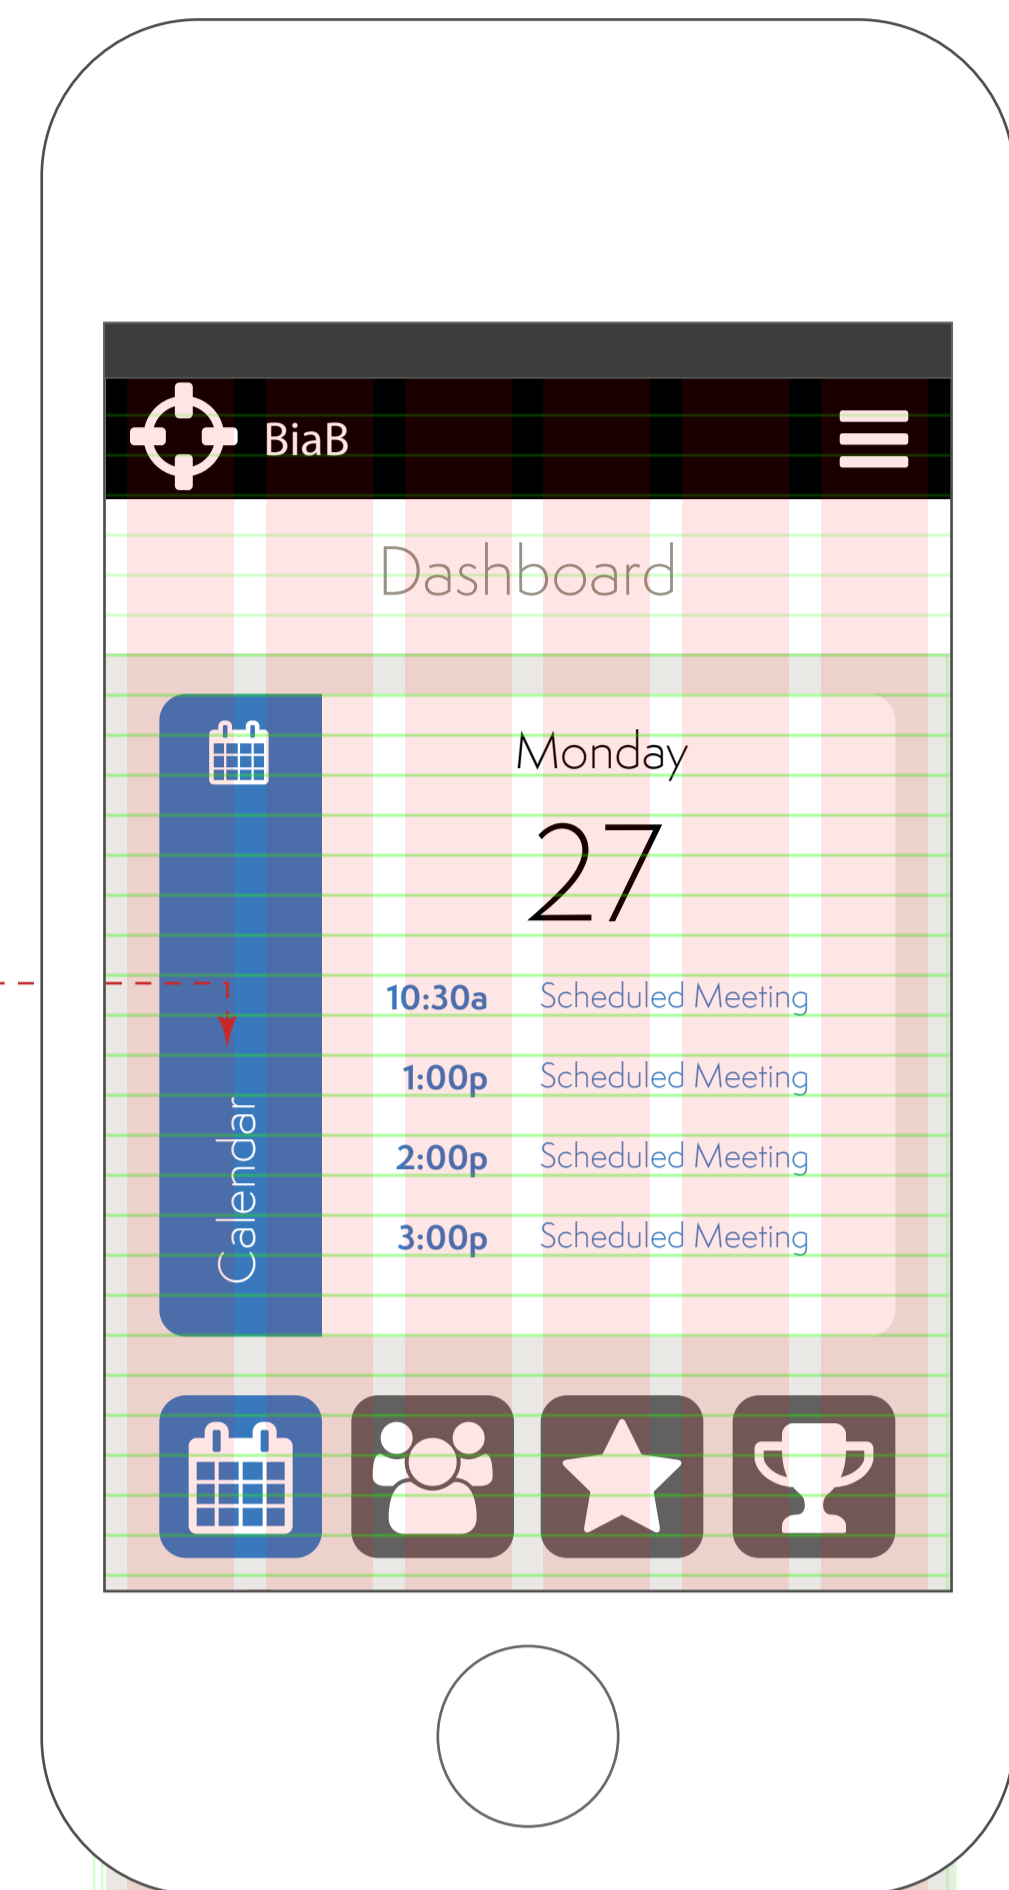 BiaB
Dashboard
Monday
27
10:30a Scheduled Meeting
1:00p Scheduled Meeting
2:00p Scheduled Meeting
3:00p Scheduled Meeting
Calendar